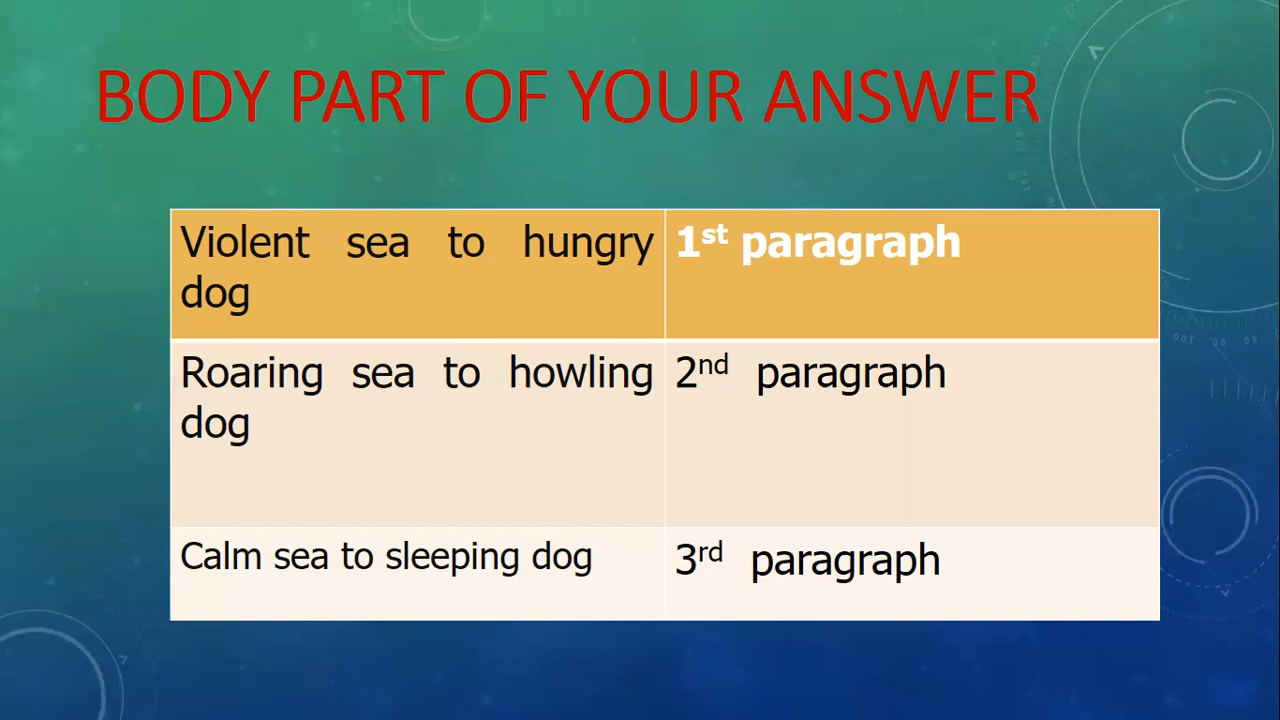 BODY PART OF YOUR ANSWER
Violent sea to hungry
dog
1st paragraph
Roaring sea to howling
dog
2nd paragraph
Calm sea to sleeping dog
3rd paragraph